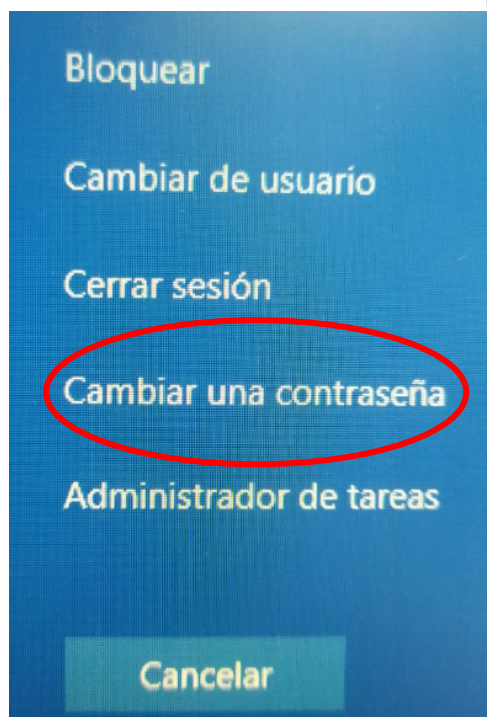 Bloquear
Cambiar de usuario
Cerrar sesión
Cambiar una contraseña
Administrador de tareas
Cancelar